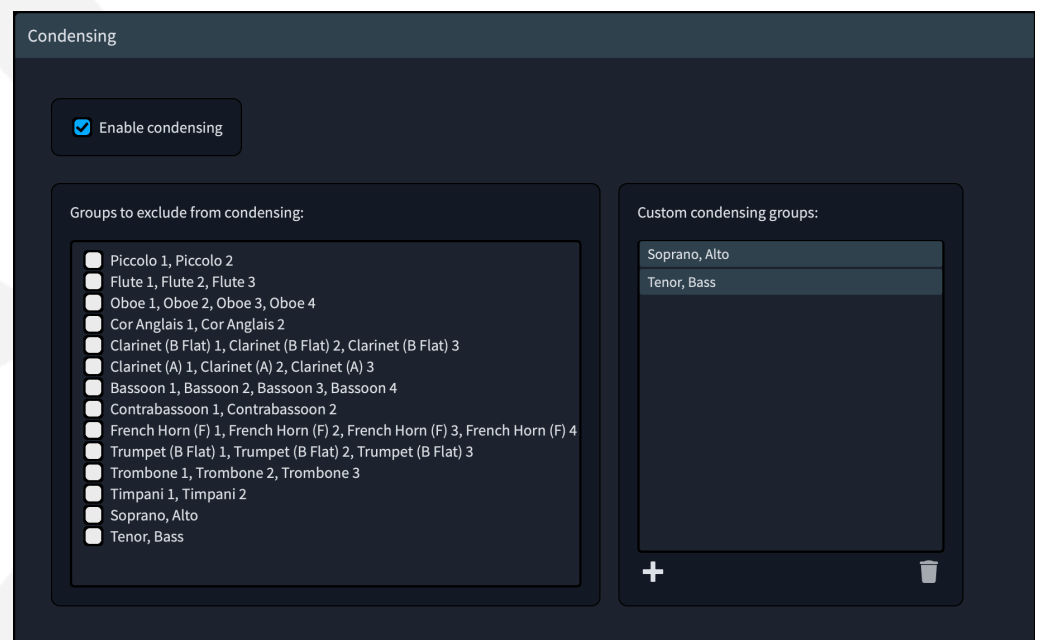 Condensing
Enable condensing
Groups to exclude from condensing:
Piccolo 1, Piccolo 2
Flute 1, Flute 2, Flute 3
Oboe 1, Oboe 2, Oboe 3, Oboe 4
Cor Anglais 1, Cor Anglais 2
Clarinet (B Flat) 1, Clarinet (B Flat) 2, Clarinet (B Flat) 3
Clarinet (A) 1, Clarinet (A) 2, Clarinet (A) 3
Bassoon 1, Bassoon 2, Bassoon 3, Bassoon 4
Contrabassoon 1, Contrabassoon 2
French Horn (F) 1, French Horn (F) 2, French Horn (F) 3, French Horn (F) 4
Trumpet (B Flat) 1, Trumpet (B Flat) 2, Trumpet (B Flat) 3
Trombone 1, Trombone 2, Trombone 3
Timpani 1, Timpani 2
Soprano, Alto
Tenor, Bass
Custom condensing groups:
Soprano, Alto
Tenor, Bass